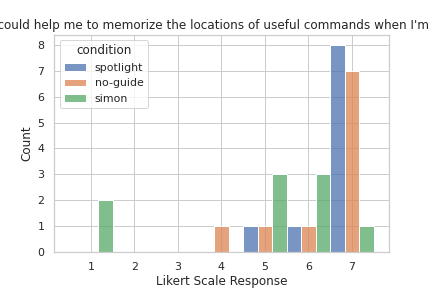 could help me to memorize the locations of useful commands when I'm
8
7
6
5
4
3
2
1
0
Count
condition
spotlight
no-guide
simon
1 2 3 4 5 6 7
Likert Scale Response